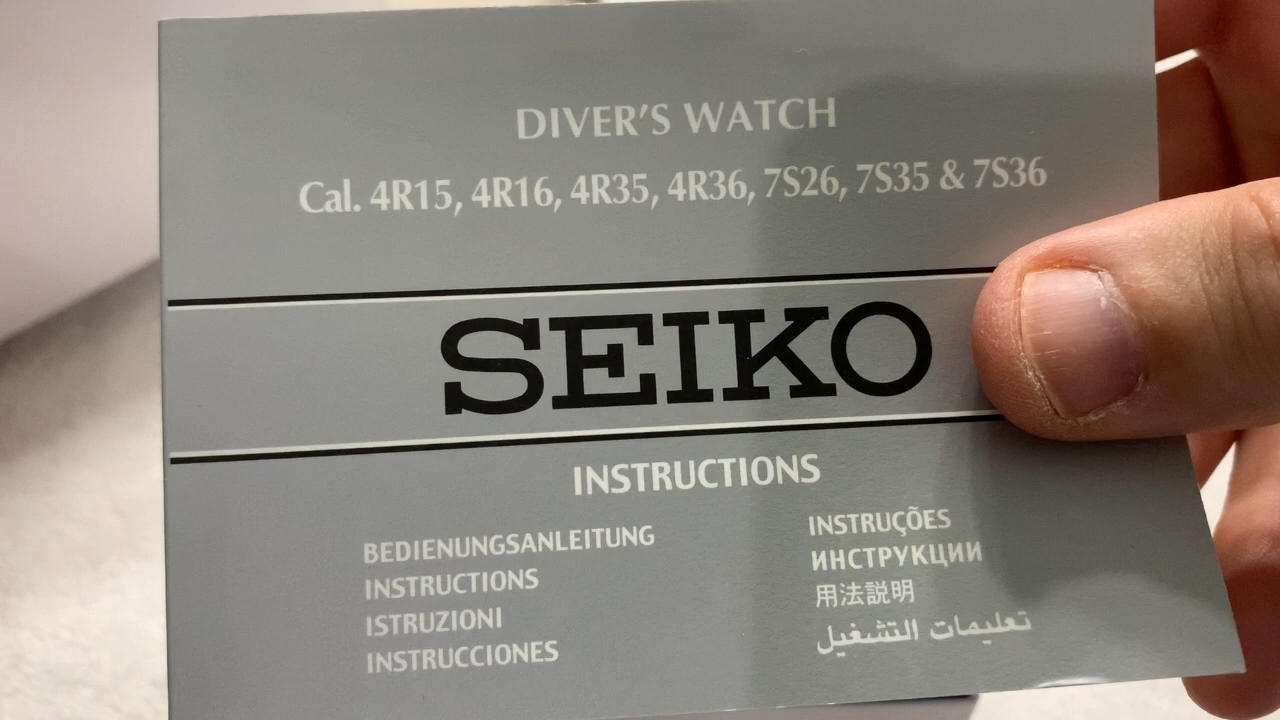 DIVER'S WATCH
Cal. 4R15, 4R16, 4R35, 4R36, 7S26, 7S35 & 7S36
SEIKO
INSTRUCTIONS
BEDIENUNGSANLEITUNG
INSTRUCTIONS
ISTRUZIONI
INSTRUCCIONES
INSTRUÇÕES
ИНСТРУКЦИИ
用法説明
تعليمات التشغيل